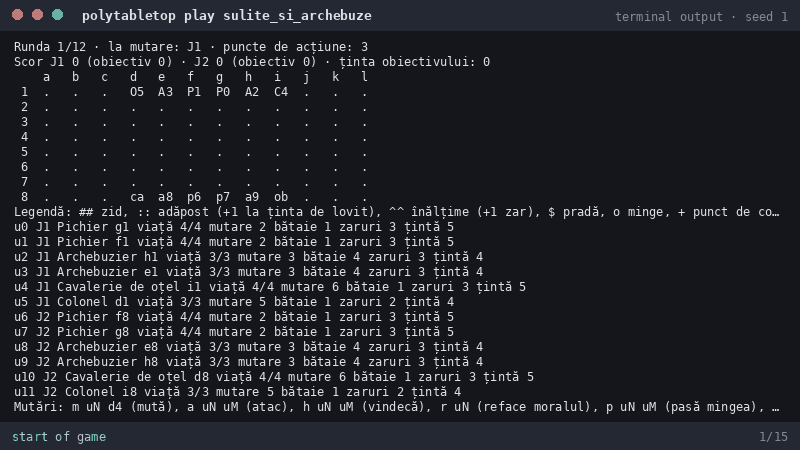 polytabletop play sulite_si_archebuze
terminal output · seed 1
Runda 1/12 · la mutare: J1 · puncte de acțiune: 3
Scor J1 0 (obiectiv 0) · J2 0 (obiectiv 0) · ținta obiectivului: 0
a b c d e f g h i j k l
1 . . . O5 A3 P1 P0 A2 C4 . . .
2 . . . . . . . . . . . .
3 . . . . . . . . . . . .
4 . . . . . . . . . . . .
5 . . . . . . . . . . . .
6 . . . . . . . . . . . .
7 . . . . . . . . . . . .
8 . . . ca a8 p6 p7 a9 ob . . .
Legendă: ## zid, :: adăpost (+1 la ținta de lovit), ^^ înălțime (+1 zar), $ pradă, o minge, + punct de co…
u0 J1 Pichier g1 viață 4/4 mutare 2 bătaie 1 zaruri 3 țintă 5
u1 J1 Pichier f1 viață 4/4 mutare 2 bătaie 1 zaruri 3 țintă 5
u2 J1 Archebuzier h1 viață 3/3 mutare 3 bătaie 4 zaruri 3 țintă 4
u3 J1 Archebuzier e1 viață 3/3 mutare 3 bătaie 4 zaruri 3 țintă 4
u4 J1 Cavalerie de oțel i1 viață 4/4 mutare 6 bătaie 1 zaruri 3 țintă 5
u5 J1 Colonel d1 viață 3/3 mutare 5 bătaie 1 zaruri 2 țintă 4
u6 J2 Pichier f8 viață 4/4 mutare 2 bătaie 1 zaruri 3 țintă 5
u7 J2 Pichier g8 viață 4/4 mutare 2 bătaie 1 zaruri 3 țintă 5
u8 J2 Archebuzier e8 viață 3/3 mutare 3 bătaie 4 zaruri 3 țintă 4
u9 J2 Archebuzier h8 viață 3/3 mutare 3 bătaie 4 zaruri 3 țintă 4
u10 J2 Cavalerie de oțel d8 viață 4/4 mutare 6 bătaie 1 zaruri 3 țintă 5
u11 J2 Colonel i8 viață 3/3 mutare 5 bătaie 1 zaruri 2 țintă 4
Mutări: m uN d4 (mută), a uN uM (atac), h uN uM (vindecă), r uN (reface moralul), p uN uM (pasă mingea), …
start of game
1/15